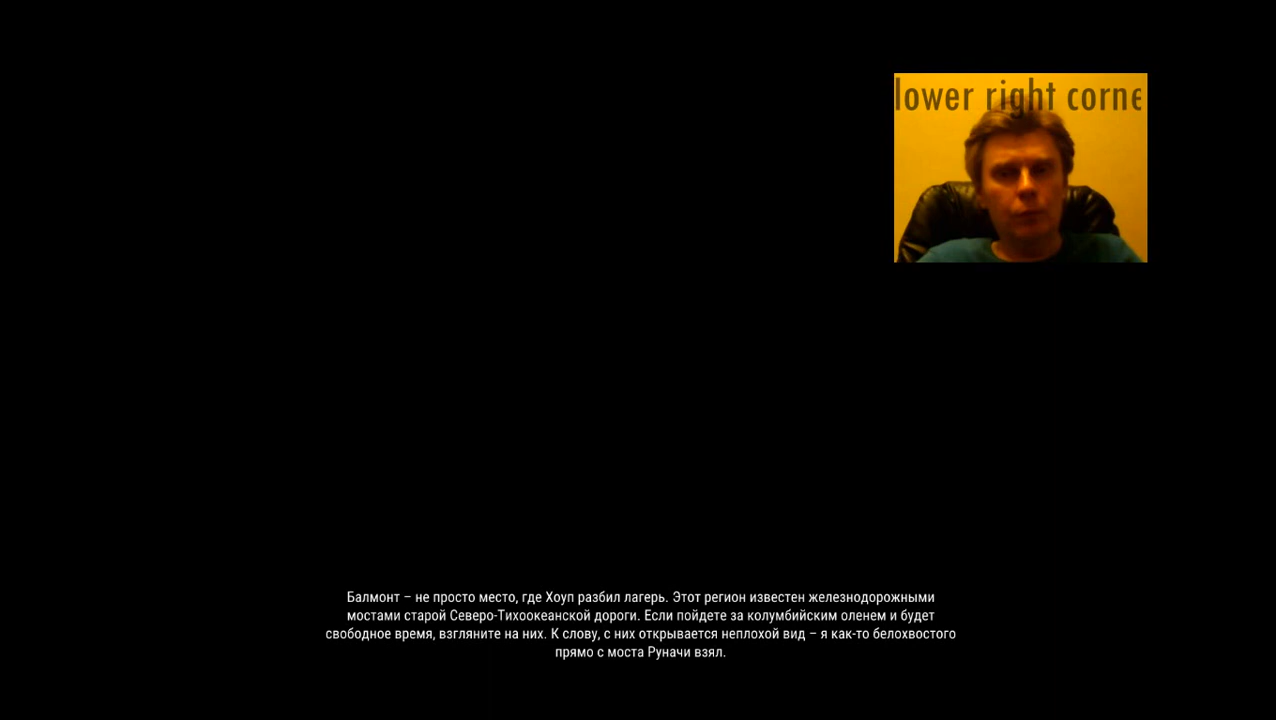 lower right corne
Балмонт – не просто место, где Хоуп разбил лагерь. Этот регион известен железнодорожными
мостами старой Северо-Тихоокеанской дороги. Если пойдете за колумбийским оленем и будет
свободное время, взгляните на них. К слову, с них открывается неплохой вид – я как-то белохвостого
прямо с моста Руначи взял.